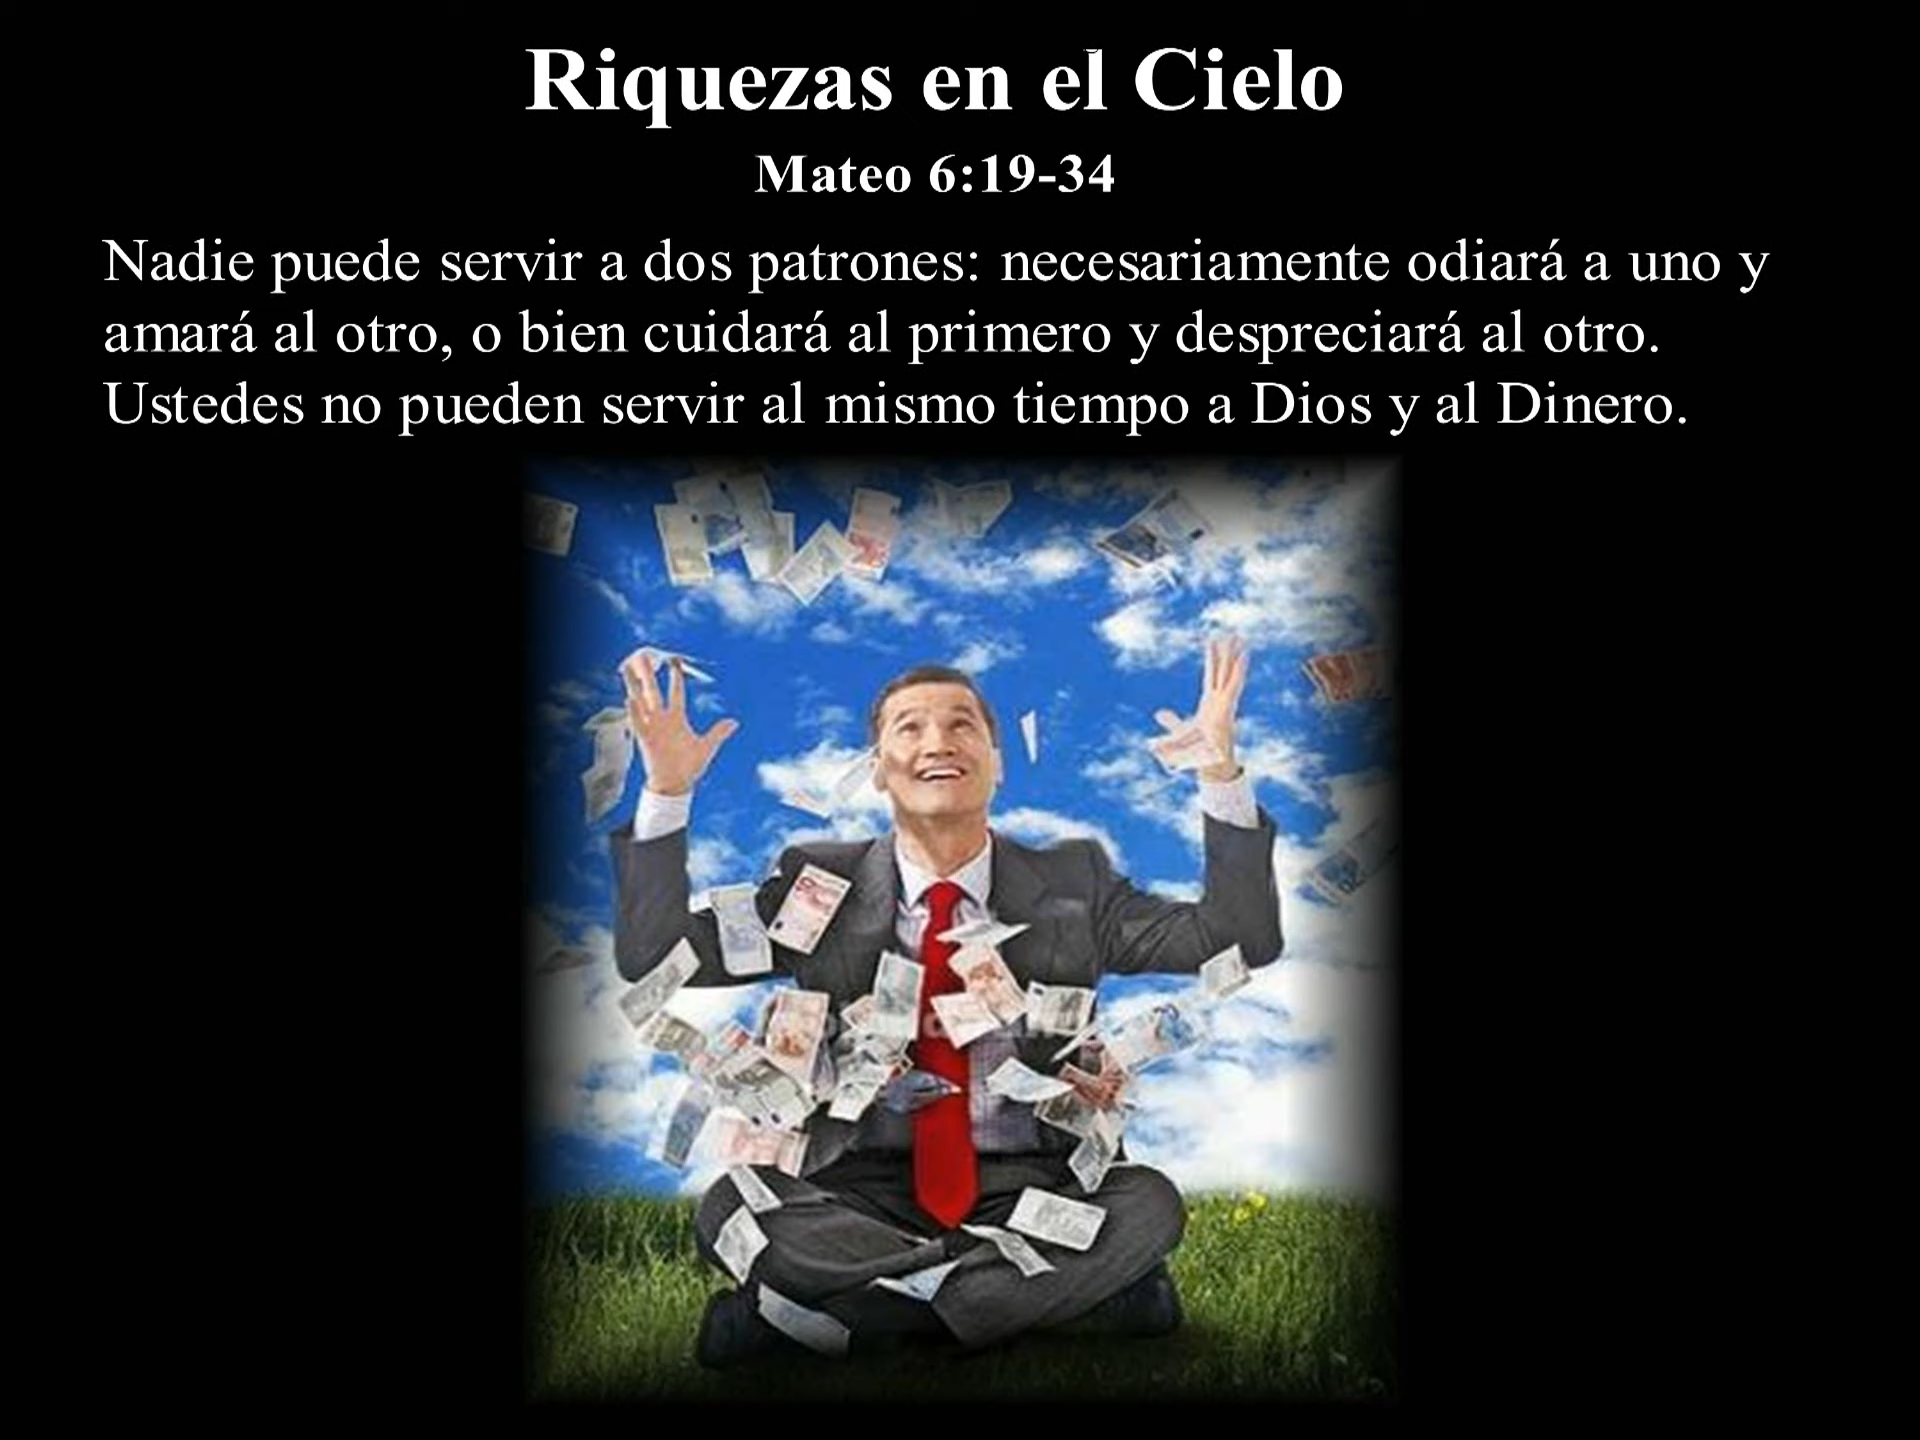 Riquezas en el Cielo
Mateo 6:19-34
Nadie puede servir a dos patrones: necesariamente odiará a uno y
amará al otro, o bien cuidará al primero y despreciará al otro.
Ustedes no pueden servir al mismo tiempo a Dios y al Dinero.